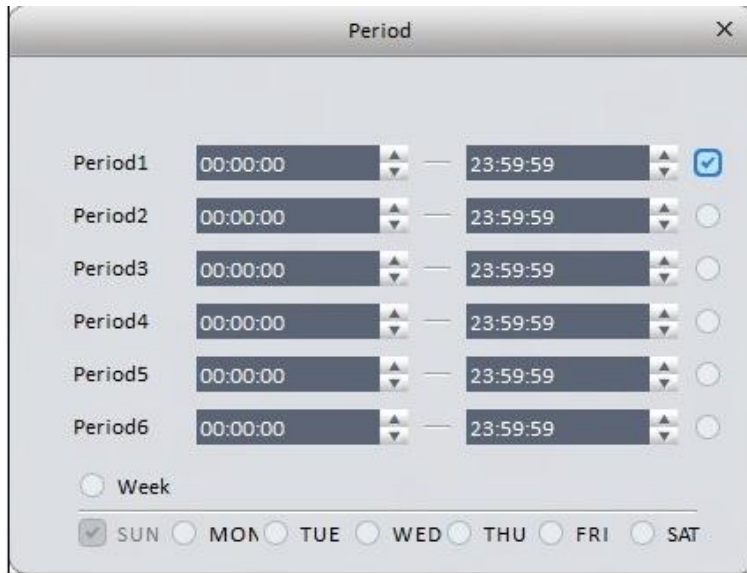 Period
Period1 00:00:00 — 23:59:59
Period2 00:00:00 — 23:59:59
Period3 00:00:00 — 23:59:59
Period4 00:00:00 — 23:59:59
Period5 00:00:00 — 23:59:59
Period6 00:00:00 — 23:59:59
Week
SUN MON TUE WED THU FRI SAT